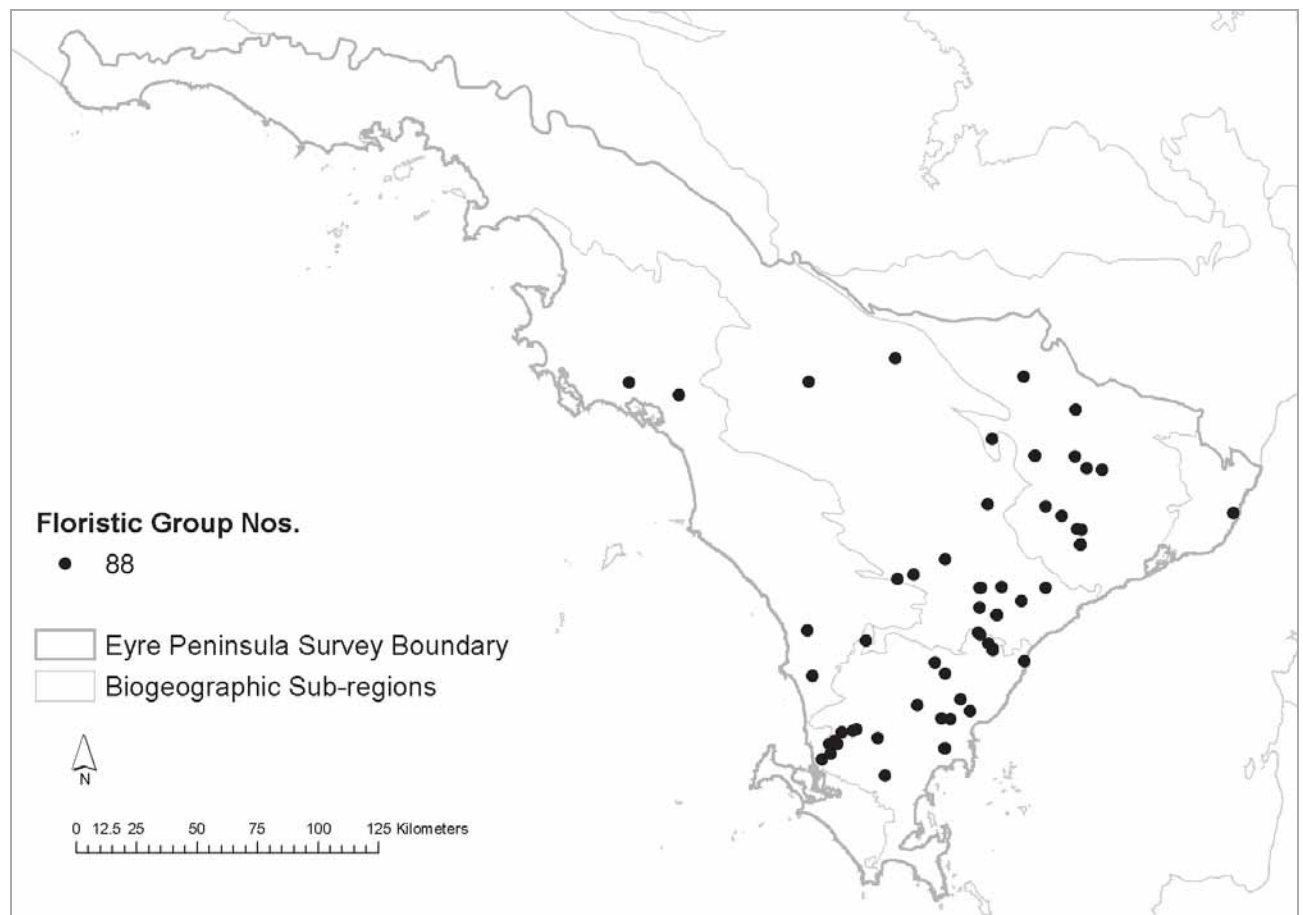 Floristic Group Nos.
88
Eyre Peninsula Survey Boundary
Biogeographic Sub-regions
N
0 12.5 25 50 75 100 125 Kilometers